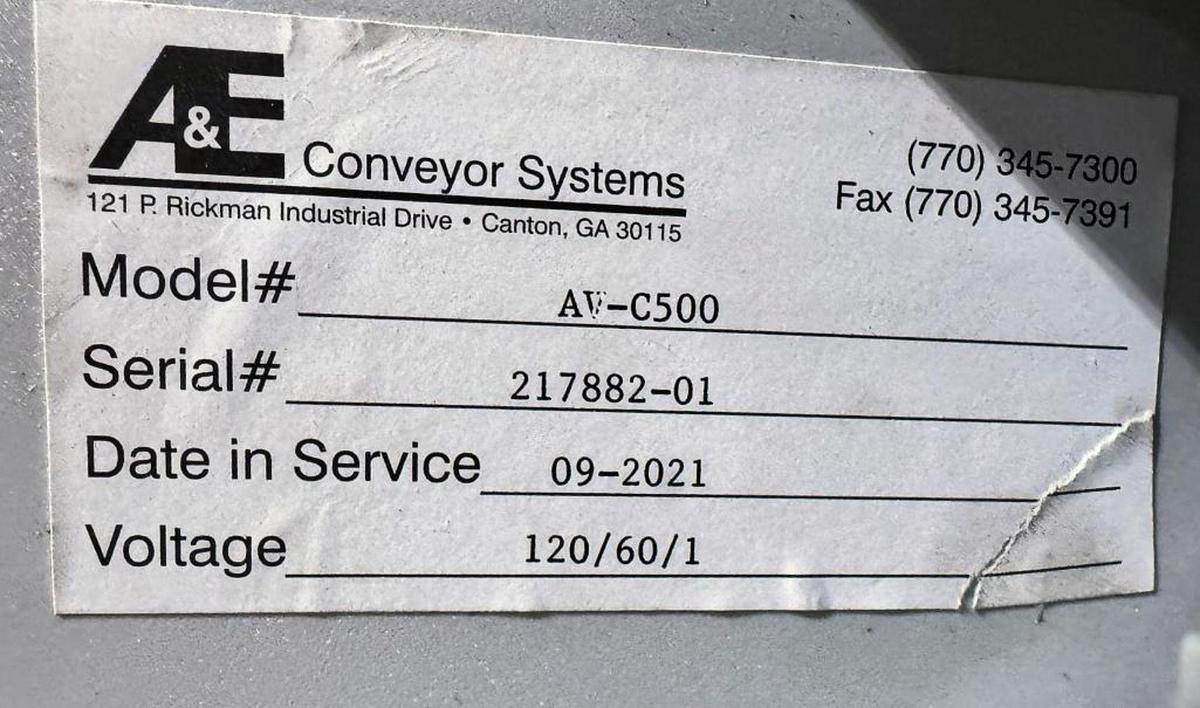 A&E Conveyor Systems
121 P. Rickman Industrial Drive • Canton, GA 30115
(770) 345-7300
Fax (770) 345-7391
Model# AV-C500
Serial# 217882-01
Date in Service 09-2021
Voltage 120/60/1